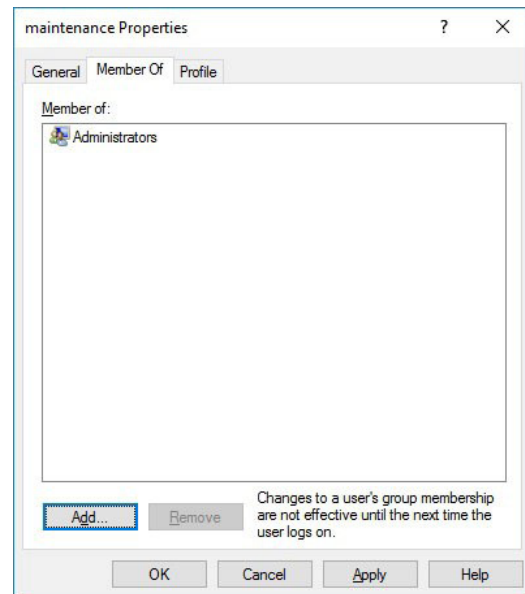 maintenance Properties
?
General
Member Of
Profile
Member of:
Administrators
Add...
Remove
Changes to a user's group membership
are not effective until the next time the
user logs on.
OK
Cancel
Apply
Help